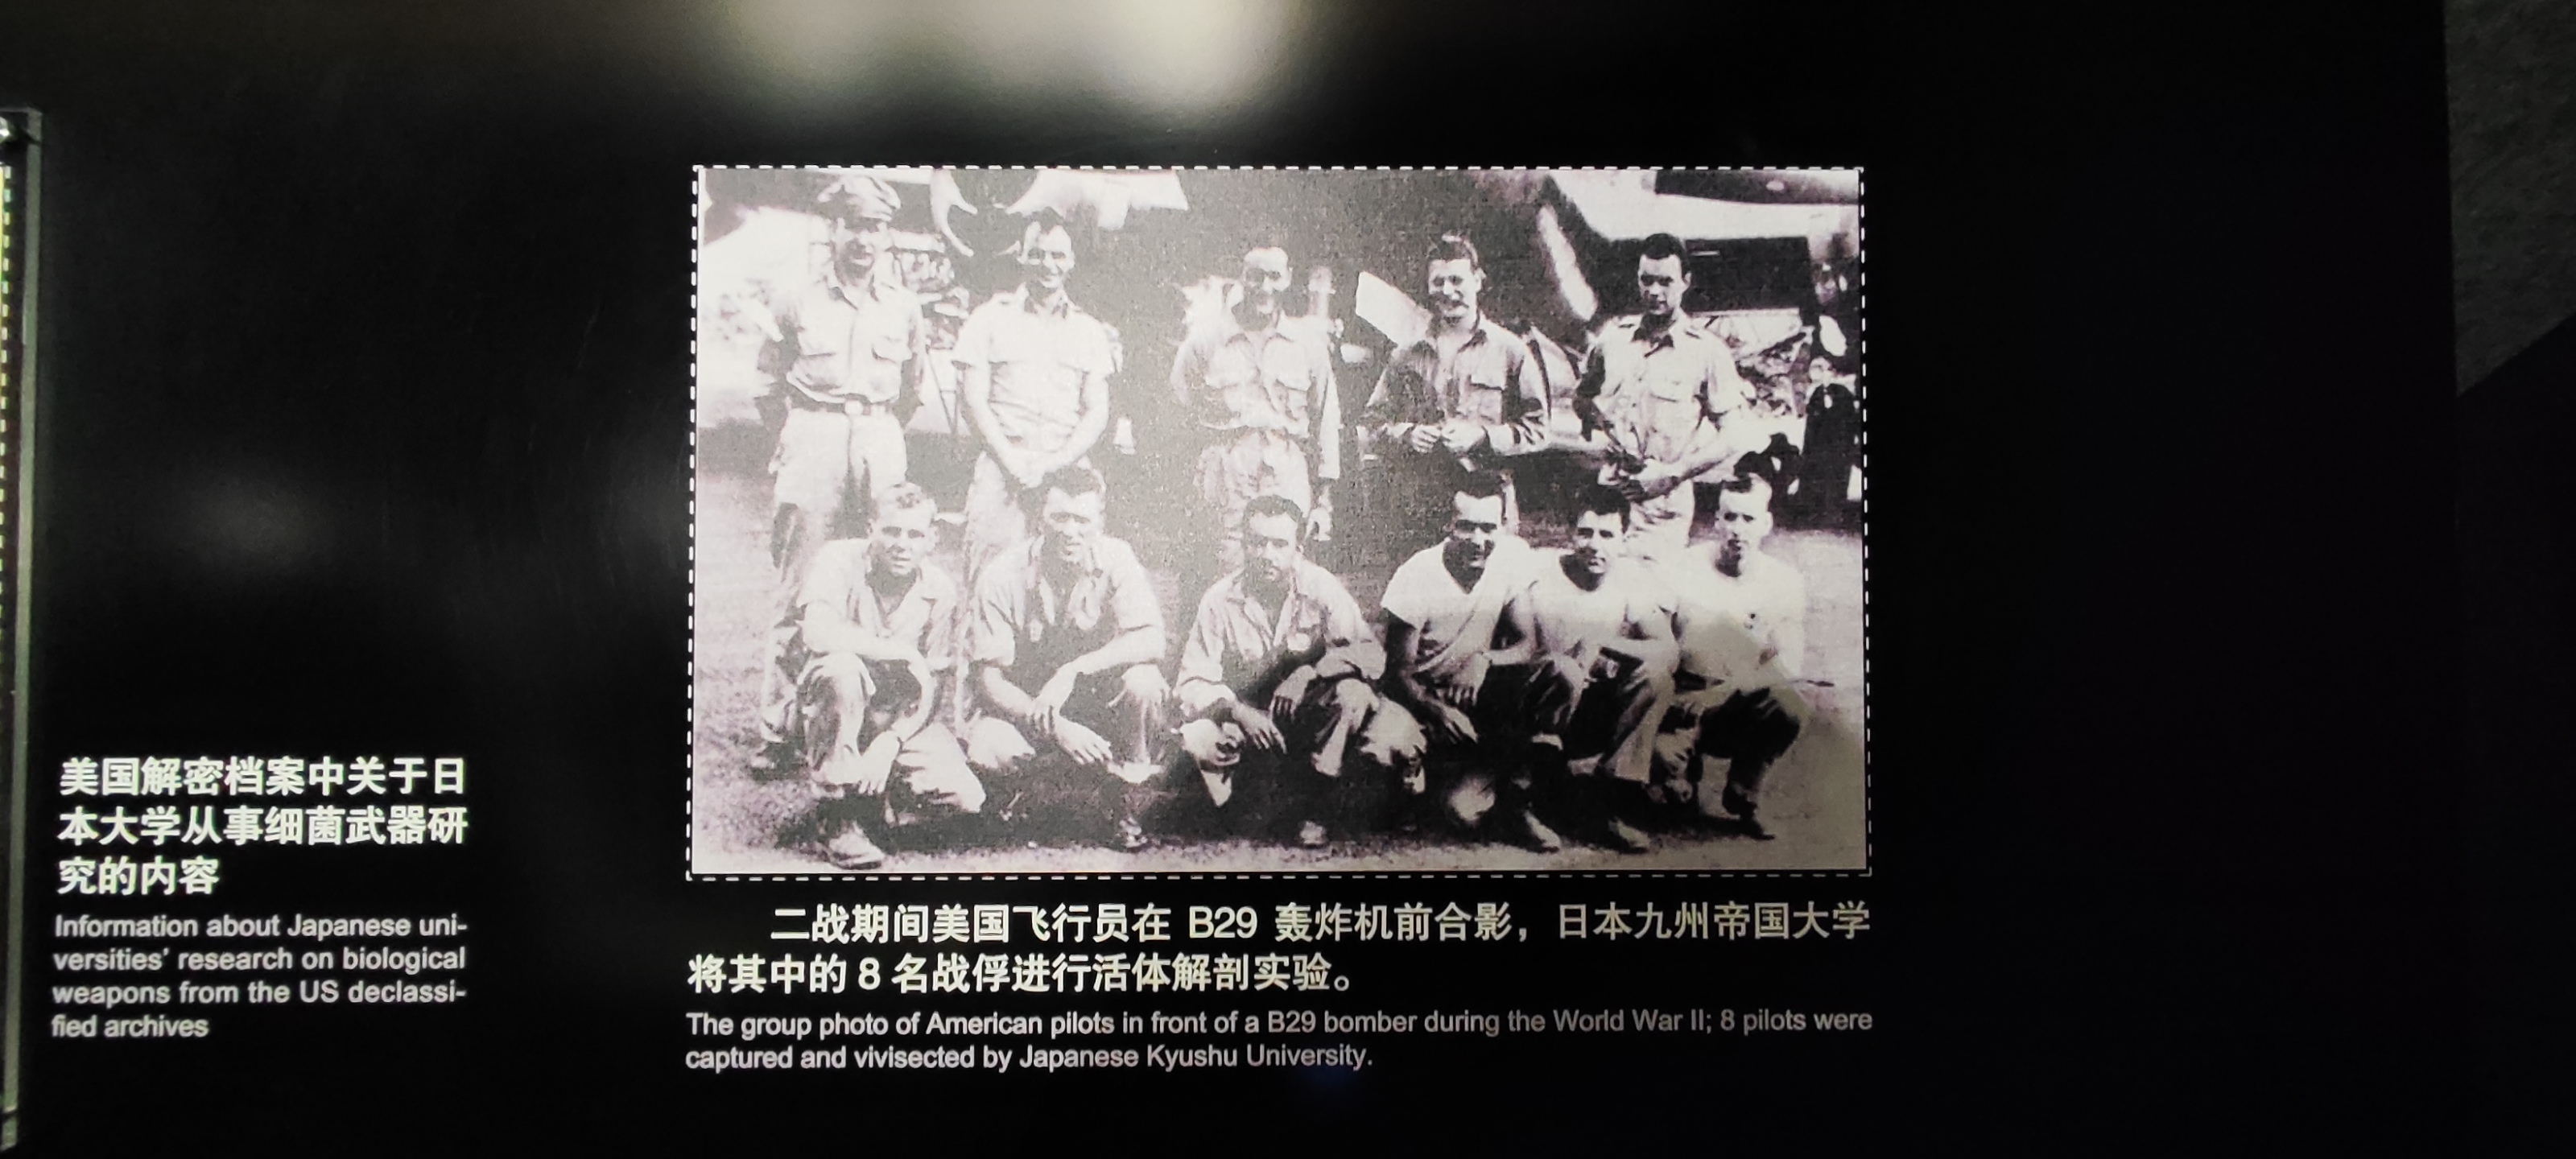 美国解密档案中关于日
本大学从事细菌武器研
究的内容
Information about Japanese uni-
versities' research on biological
weapons from the US declassi-
fied archives
二战期间美国飞行员在 B29 轰炸机前合影，日本九州帝国大学
将其中的 8 名战俘进行活体解剖实验。
The group photo of American pilots in front of a B29 bomber during the World War II; 8 pilots were
captured and vivisected by Japanese Kyushu University.